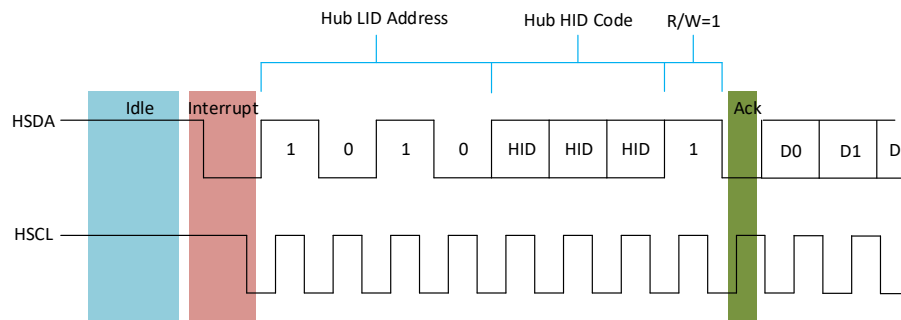 Hub LID Address Hub HID Code R/W=1
Idle Interrupt Ack
HSDA 1 0 1 0 HID HID HID 1 D0 D1 D
HSCL